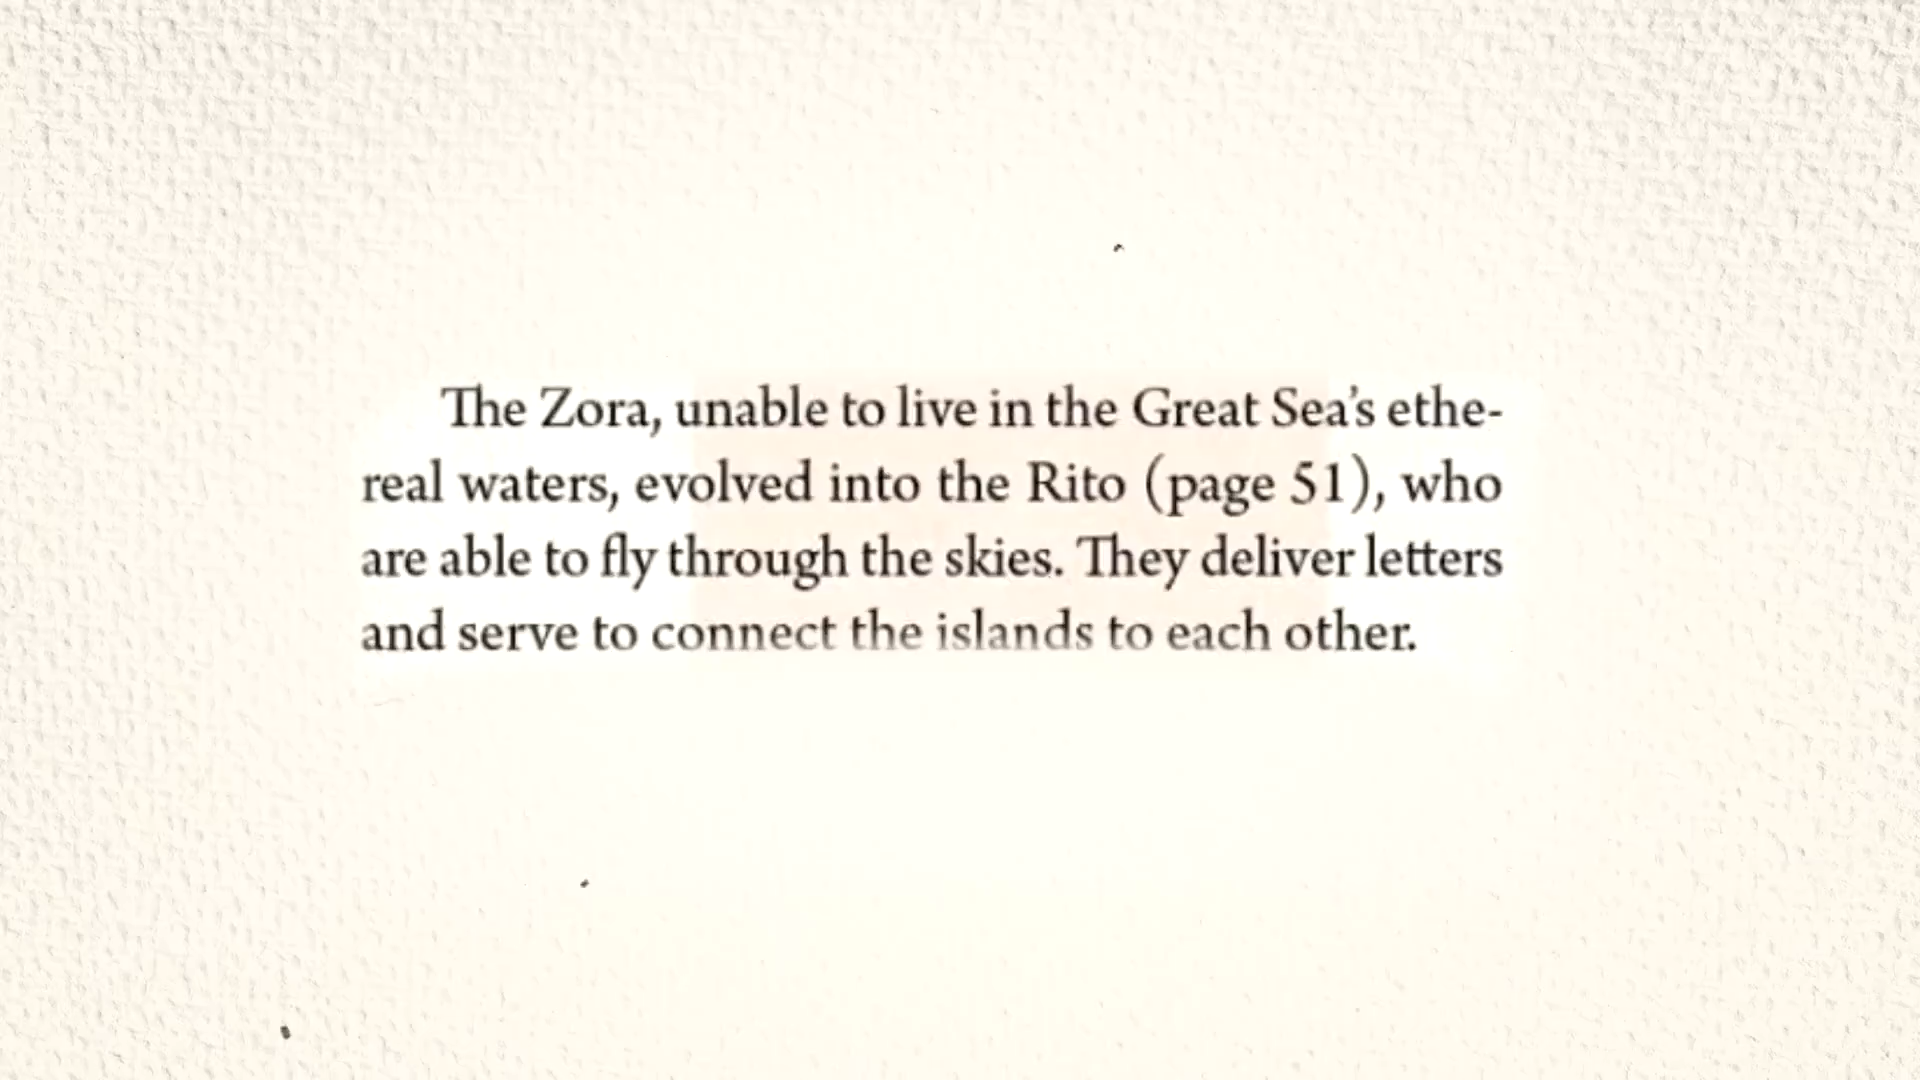 The Zora, unable to live in the Great Sea's ethe-
real waters, evolved into the Rito (page 51), who
are able to fly through the skies. They deliver letters
and serve to connect the islands to each other.